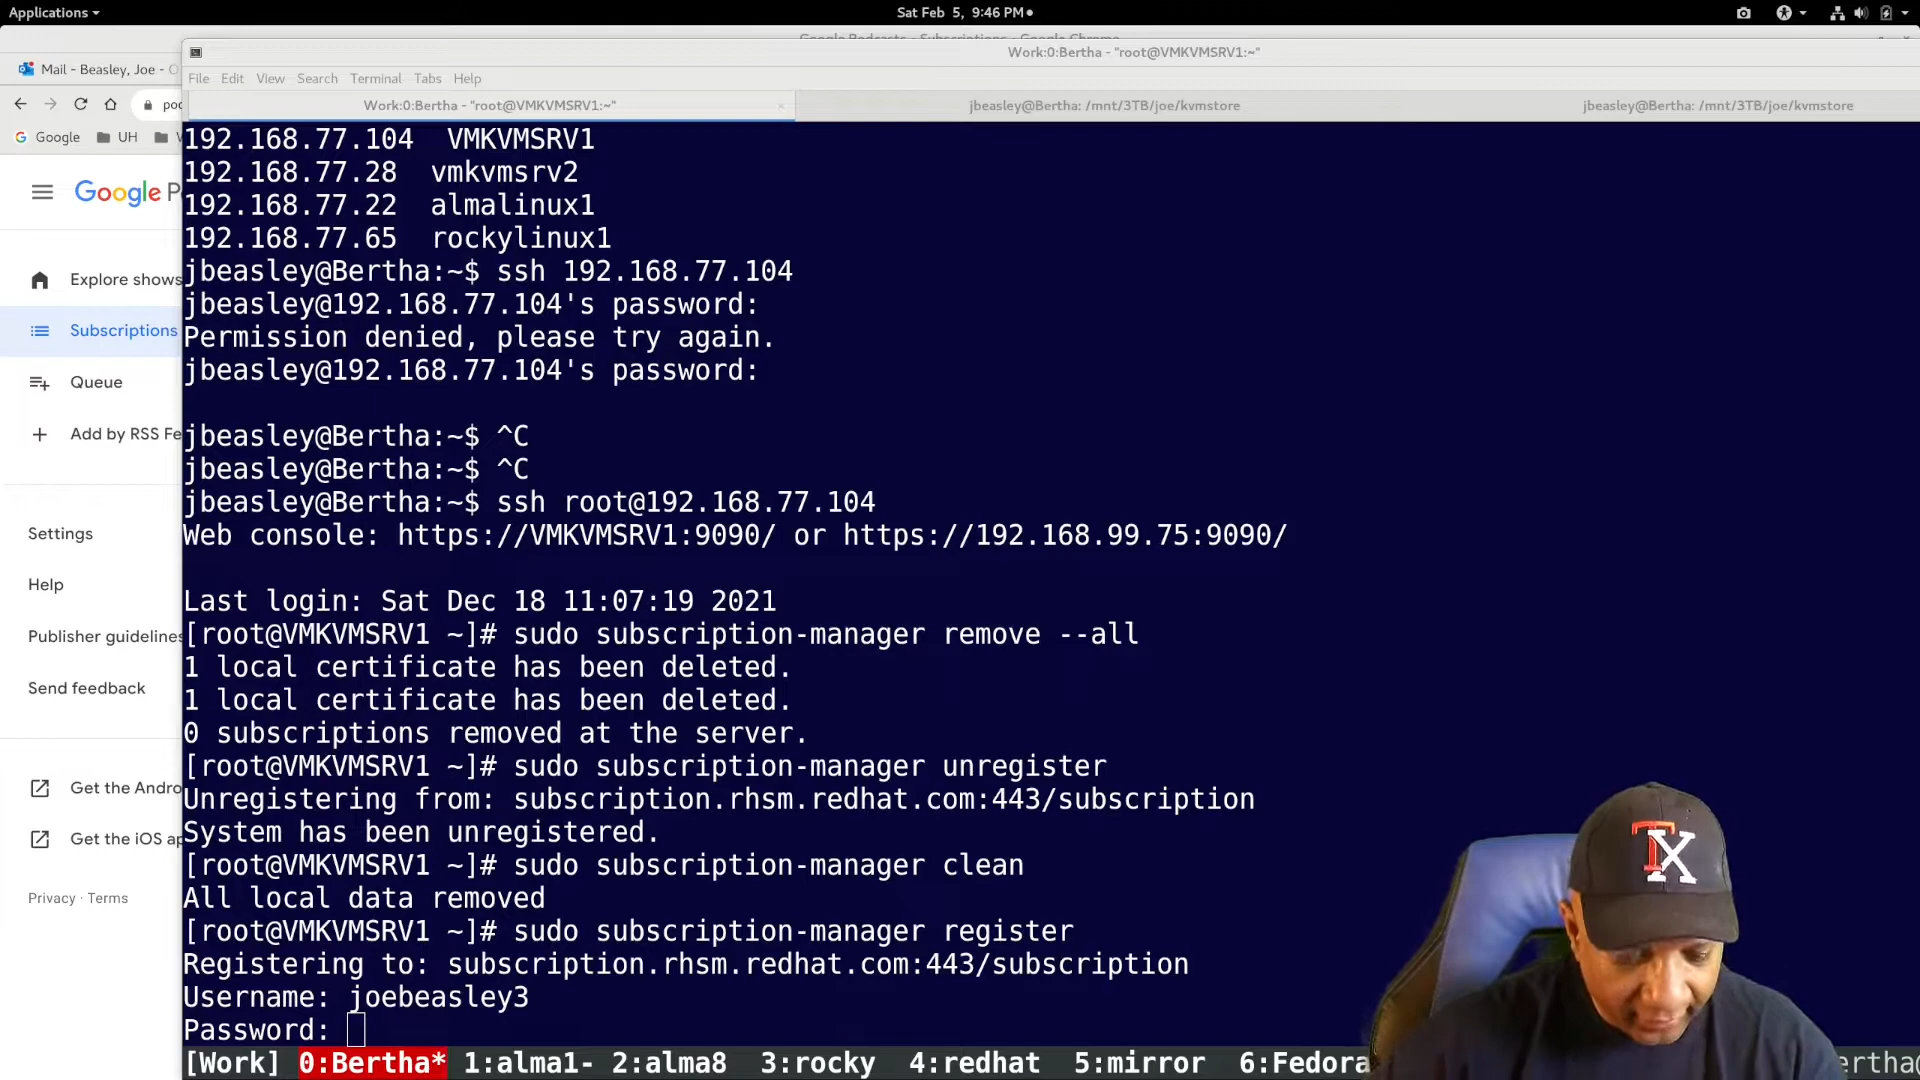 Applications
Sat Feb 5, 9:46 PM
Google Podcasts - Subscriptions - Google Chrome
Work:0:Bertha - "root@VMKVMSRV1:~"
Mail - Beasley, Joe - O
File Edit View Search Terminal Tabs Help
Work:0:Bertha - "root@VMKVMSRV1:~"
jbeasley@Bertha: /mnt/3TB/joe/kvmstore
jbeasley@Bertha: /mnt/3TB/joe/kvmstore
poc
Google UH
Google P
Explore shows
Subscriptions
Queue
Add by RSS Fe
Settings
Help
Publisher guidelines
Send feedback
Get the Andro
Get the iOS ap
Privacy · Terms
192.168.77.104 VMKVMSRV1
192.168.77.28 vmkvmsrv2
192.168.77.22 almalinux1
192.168.77.65 rockylinux1
jbeasley@Bertha:~$ ssh 192.168.77.104
jbeasley@192.168.77.104's password:
Permission denied, please try again.
jbeasley@192.168.77.104's password:
jbeasley@Bertha:~$ ^C
jbeasley@Bertha:~$ ^C
jbeasley@Bertha:~$ ssh root@192.168.77.104
Web console: https://VMKVMSRV1:9090/ or https://192.168.99.75:9090/
Last login: Sat Dec 18 11:07:19 2021
[root@VMKVMSRV1 ~]# sudo subscription-manager remove --all
1 local certificate has been deleted.
1 local certificate has been deleted.
0 subscriptions removed at the server.
[root@VMKVMSRV1 ~]# sudo subscription-manager unregister
Unregistering from: subscription.rhsm.redhat.com:443/subscription
System has been unregistered.
[root@VMKVMSRV1 ~]# sudo subscription-manager clean
All local data removed
[root@VMKVMSRV1 ~]# sudo subscription-manager register
Registering to: subscription.rhsm.redhat.com:443/subscription
Username: joebeasley3
Password:
[Work] 0:Bertha* 1:alma1- 2:alma8 3:rocky 4:redhat 5:mirror 6:Fedora
ertha@
TX